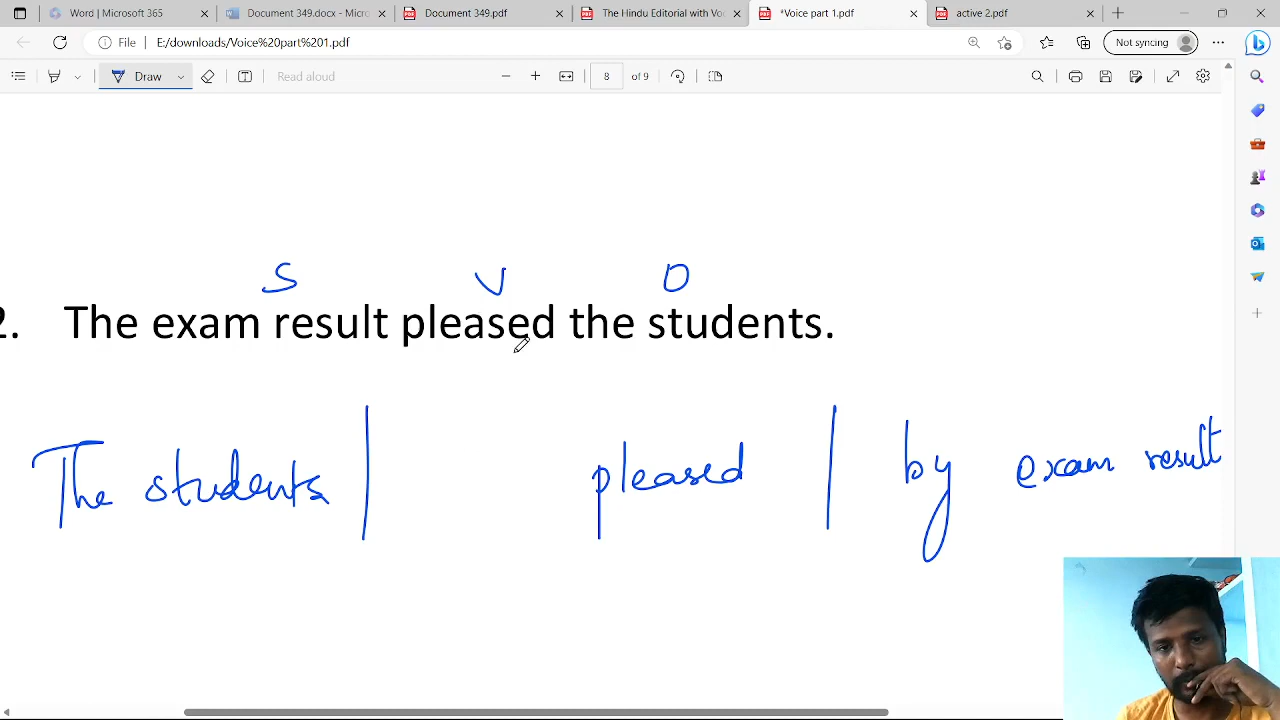 Word | Microsoft 365
Document 349.docx - Micro
Document 349.pdf
The Hindu Editorial with Voc
*Voice part 1.pdf
active 2.pdf
File
E:/downloads/Voice%20part%201.pdf
Not syncing
Draw
Read aloud
8
of 9
S V O
2. The exam result pleased the students.
The students | pleased | by exam result